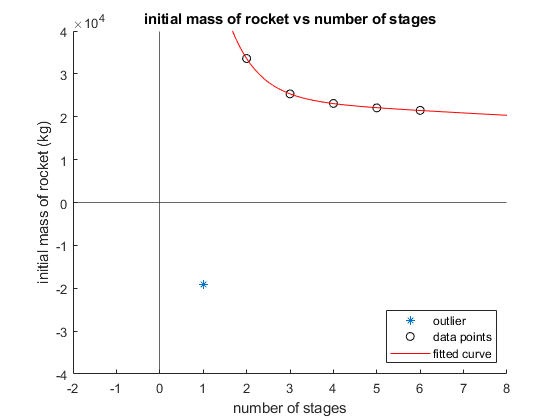 initial mass of rocket vs number of stages
×10⁴
4
3
2
1
0
-1
-2
-3
-4
initial mass of rocket (kg)
outlier
data points
fitted curve
-2 -1 0 1 2 3 4 5 6 7 8
number of stages